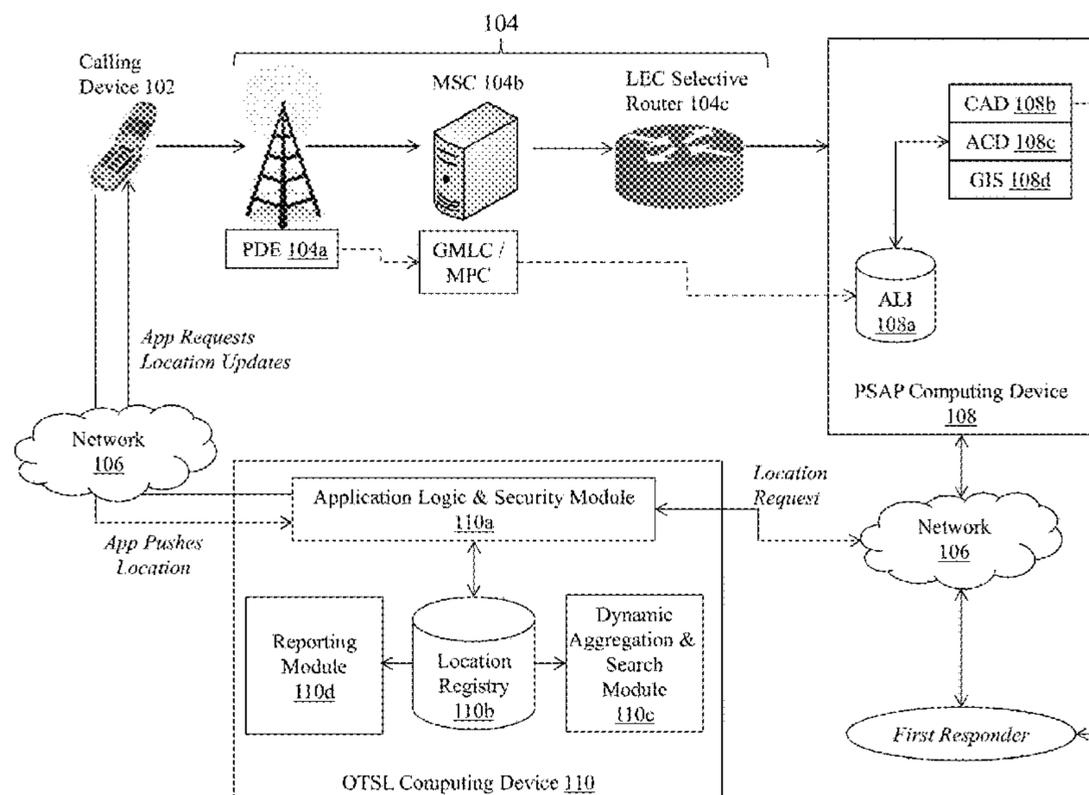 104
Calling
Device 102
MSC 104b
LEC Selective
Router 104c
CAD 108b
ACD 108c
GIS 108d
PDE 104a
GMLC /
MPC
ALI
108a
App Requests
Location Updates
PSAP Computing Device
108
Network
106
Location
Request
Application Logic & Security Module
110a
Network
106
App Pushes
Location
Reporting
Module
110d
Location
Registry
110b
Dynamic
Aggregation &
Search
Module
110c
First Responder
OTSL Computing Device 110